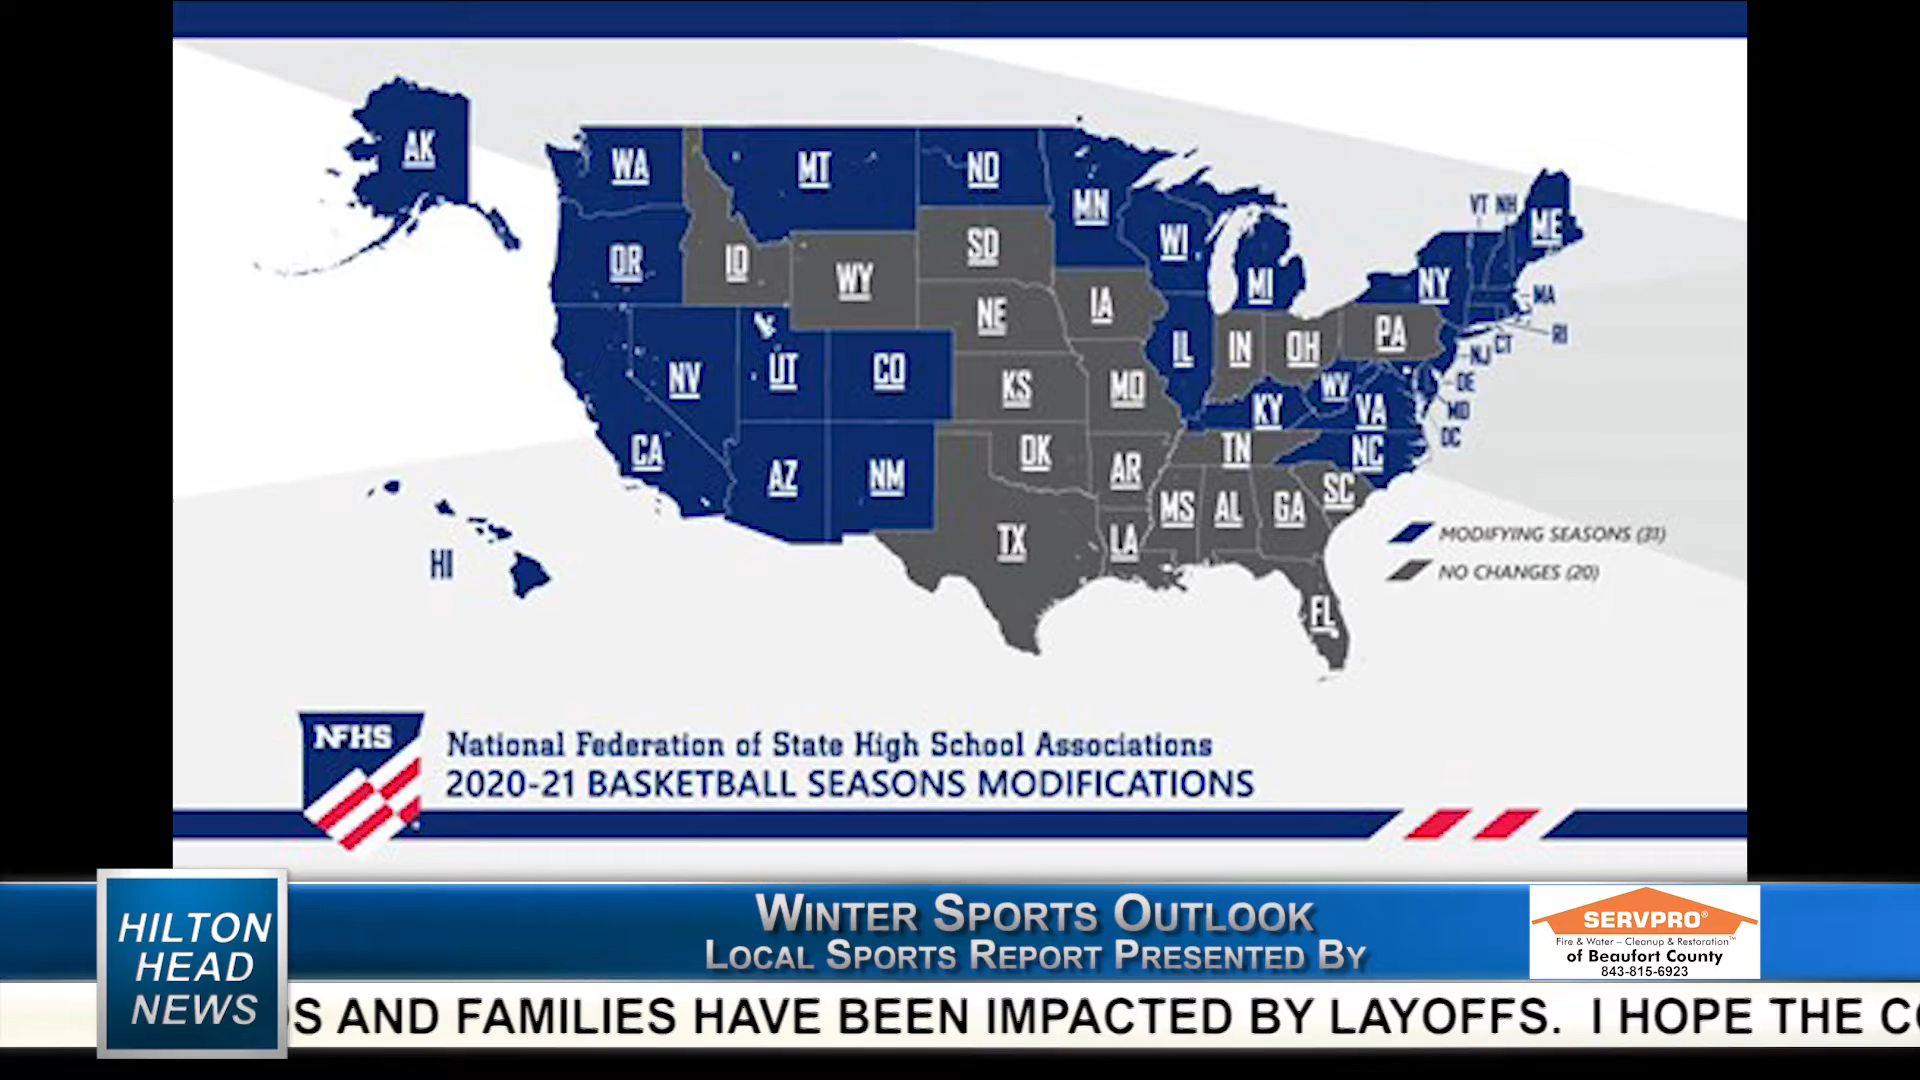 AK
WA
MT
ND
MN
VT NH
ME
OR
ID
WY
SD
WI
MI
NY
MA
NE
IA
RI
NV
UT
CO
KS
MO
IL
IN
OH
PA
NJ
CT
DE
WV
VA
KY
MD
DC
CA
AZ
NM
OK
AR
TN
NC
TX
LA
MS
AL
GA
SC
HI
FL
MODIFYING SEASONS (31)
NO CHANGES (20)
NFHS
National Federation of State High School Associations
2020-21 BASKETBALL SEASONS MODIFICATIONS
HILTON
HEAD
NEWS
WINTER SPORTS OUTLOOK
LOCAL SPORTS REPORT PRESENTED BY
SERVPRO®
Fire & Water – Cleanup & Restoration™
of Beaufort County
843-815-6923
S AND FAMILIES HAVE BEEN IMPACTED BY LAYOFFS. I HOPE THE